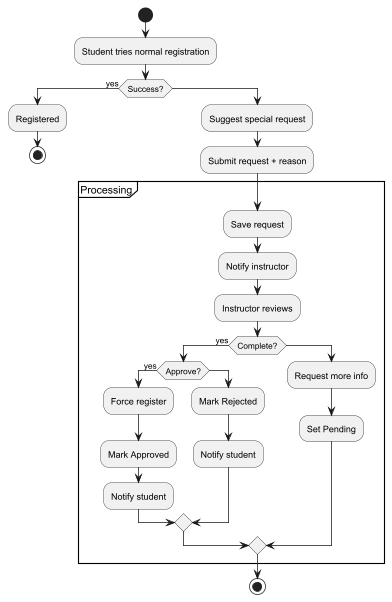 Student tries normal registration
yes
Success?
Registered
Suggest special request
Submit request + reason
Processing
Save request
Notify instructor
Instructor reviews
yes
Complete?
yes
Approve?
Request more info
Force register
Mark Rejected
Set Pending
Mark Approved
Notify student
Notify student